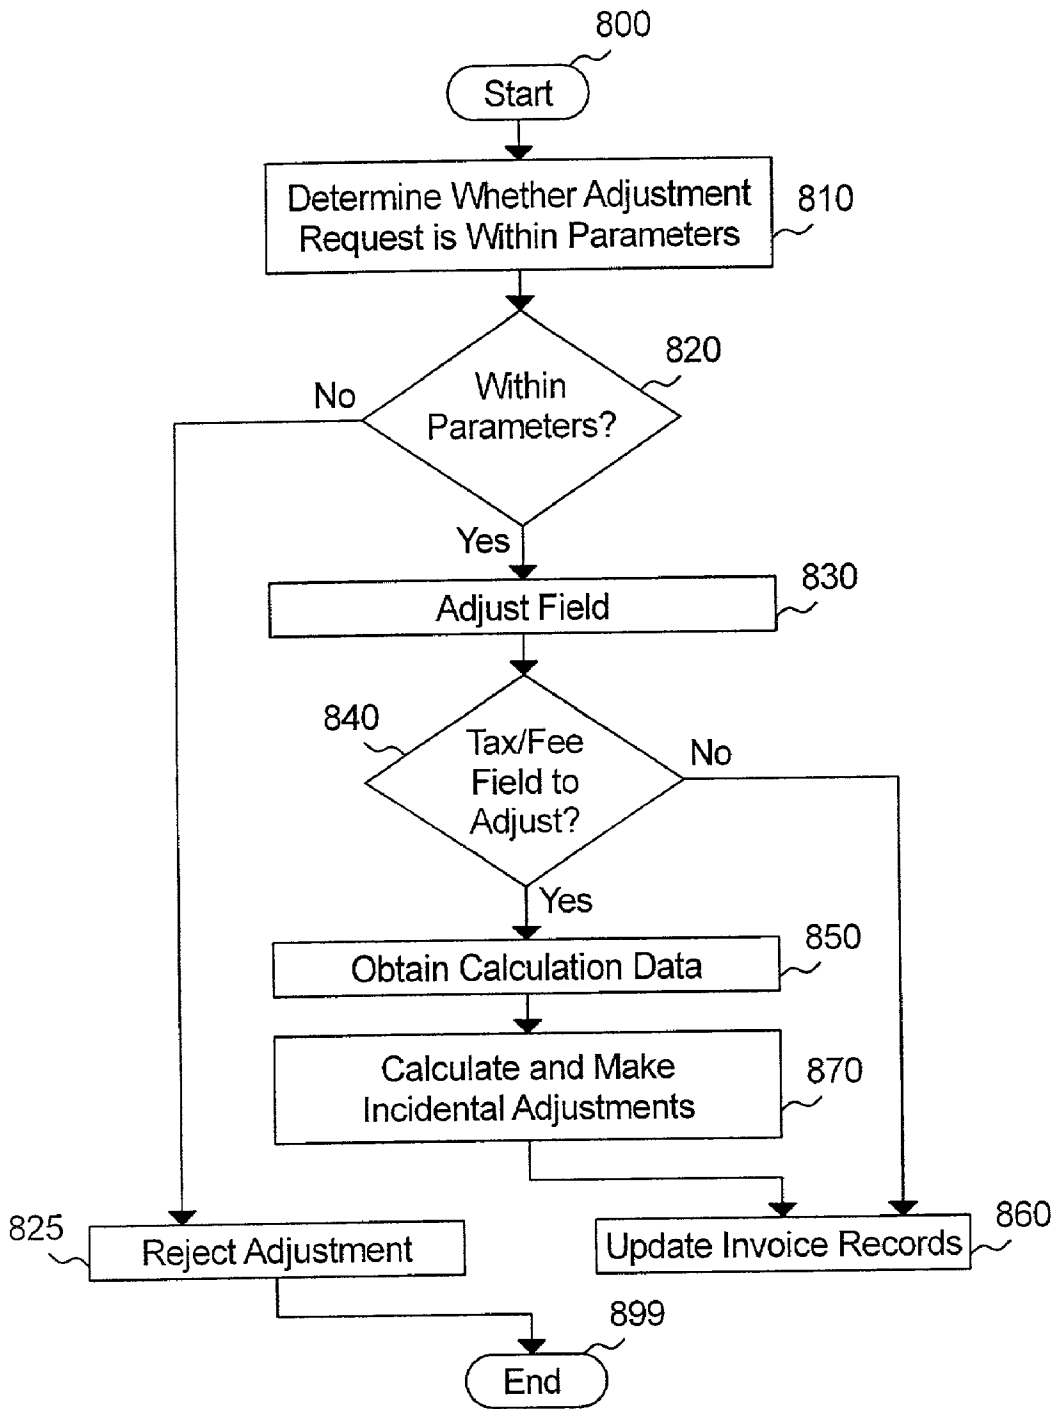 800
Start
Determine Whether Adjustment
Request is Within Parameters
810
820
Within
Parameters?
No
Yes
Adjust Field
830
840
Tax/Fee
Field to
Adjust?
No
Yes
Obtain Calculation Data
850
Calculate and Make
Incidental Adjustments
870
825
Reject Adjustment
Update Invoice Records
860
899
End